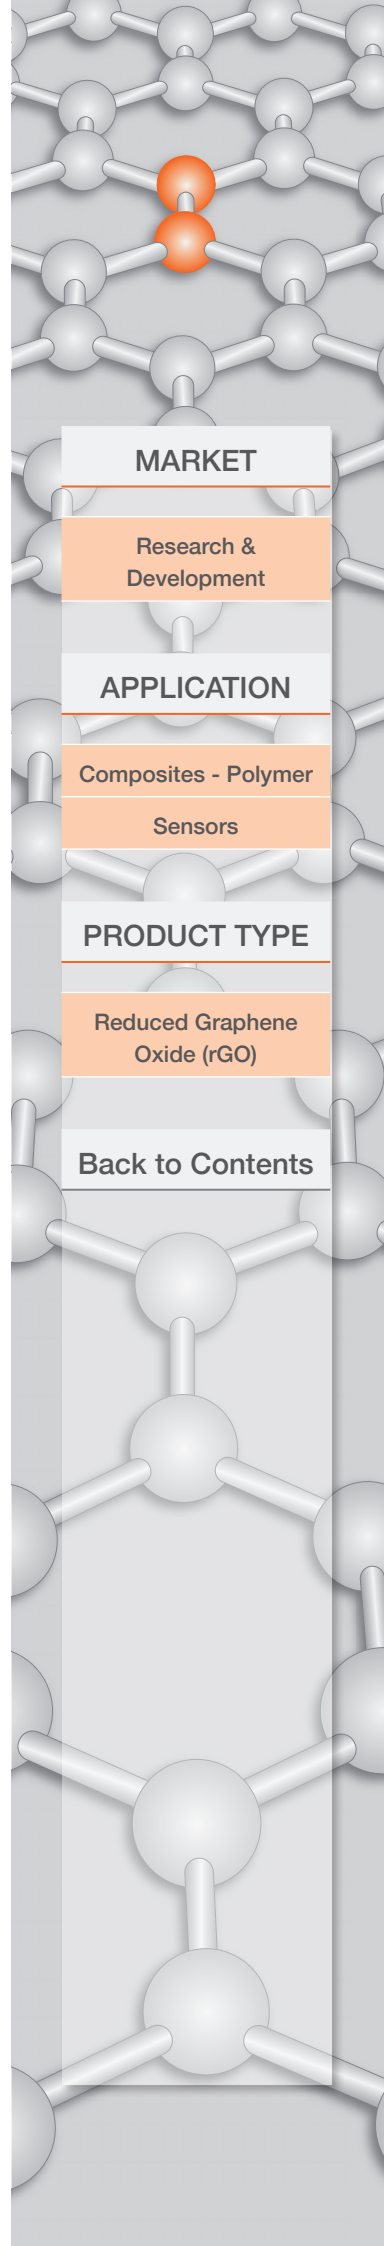 MARKET
Research &
Development
APPLICATION
Composites - Polymer
Sensors
PRODUCT TYPE
Reduced Graphene
Oxide (rGO)
Back to Contents